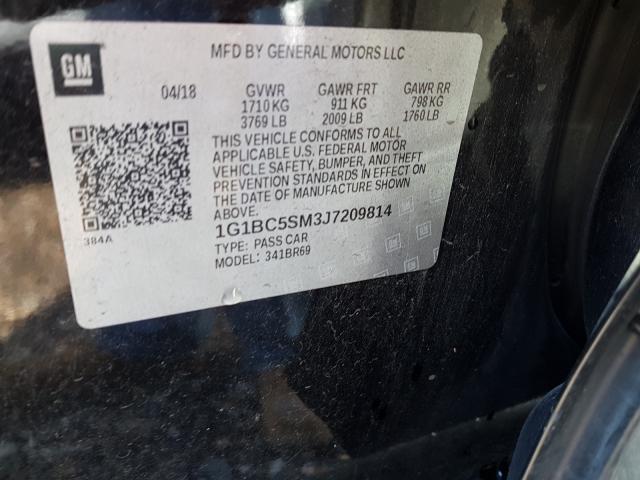 GM
MFD BY GENERAL MOTORS LLC
04/18 GVWR GAWR FRT GAWR RR
1710 KG 911 KG 798 KG
3769 LB 2009 LB 1760 LB
THIS VEHICLE CONFORMS TO ALL
APPLICABLE U.S. FEDERAL MOTOR
VEHICLE SAFETY, BUMPER, AND THEFT
PREVENTION STANDARDS IN EFFECT ON
THE DATE OF MANUFACTURE SHOWN
ABOVE.
384A
1G1BC5SM3J7209814
TYPE: PASS CAR
MODEL: 341BR69